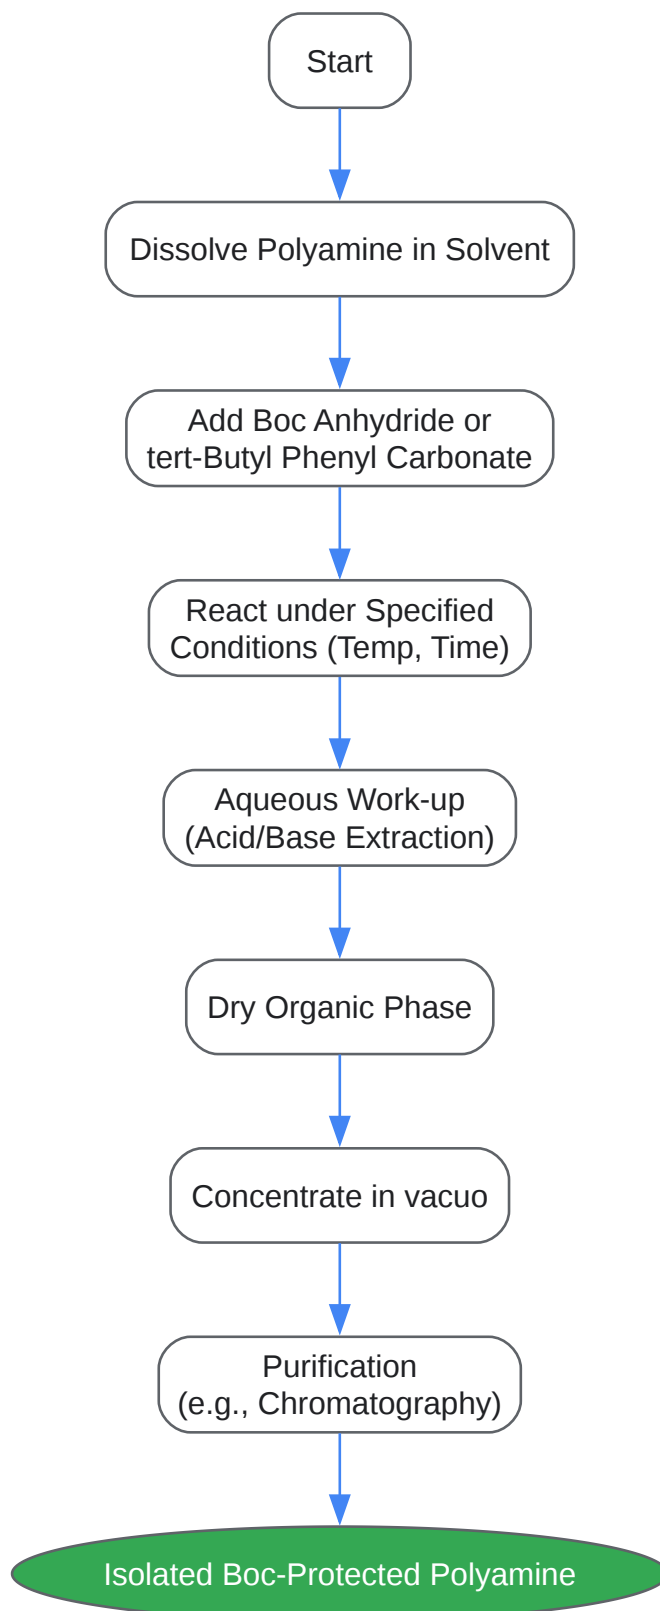 Start
Dissolve Polyamine in Solvent
Add Boc Anhydride or
tert-Butyl Phenyl Carbonate
React under Specified
Conditions (Temp, Time)
Aqueous Work-up
(Acid/Base Extraction)
Dry Organic Phase
Concentrate in vacuo
Purification
(e.g., Chromatography)
Isolated Boc-Protected Polyamine